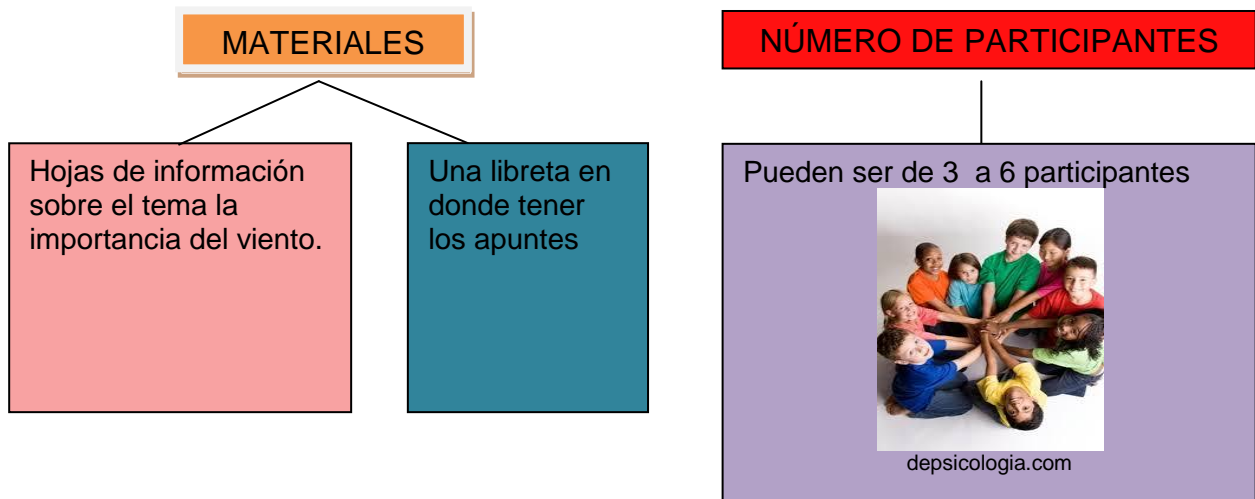 MATERIALES
Hojas de información
sobre el tema la
importancia del viento.
Una libreta en
donde tener
los apuntes
NÚMERO DE PARTICIPANTES
Pueden ser de 3  a 6 participantes
depsicologia.com